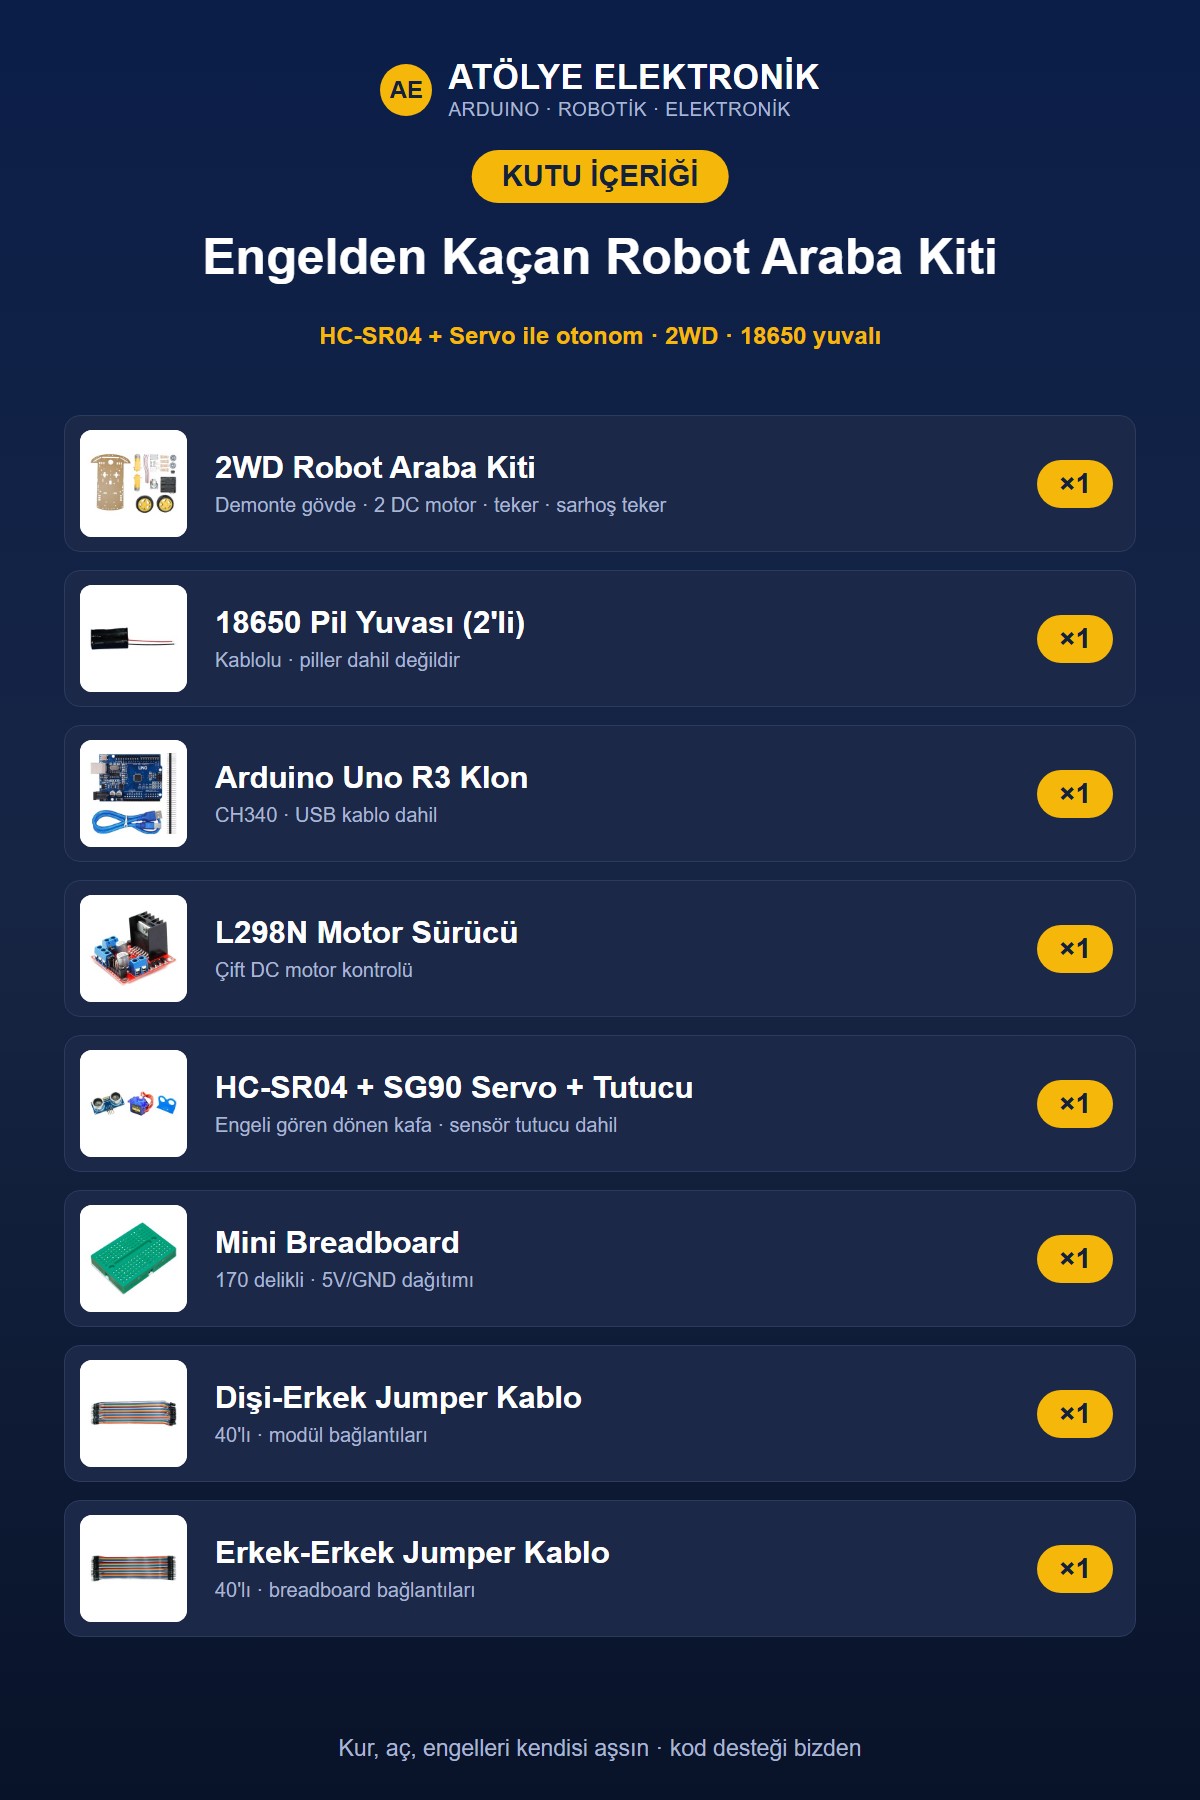 AE
ATÖLYE ELEKTRONİK
ARDUINO · ROBOTİK · ELEKTRONİK
KUTU İÇERİĞİ
Engelden Kaçan Robot Araba Kiti
HC-SR04 + Servo ile otonom · 2WD · 18650 yuvalı
2WD Robot Araba Kiti
Demonte gövde · 2 DC motor · teker · sarhoş teker
×1
18650 Pil Yuvası (2'li)
Kablolu · piller dahil değildir
×1
UNO
Arduino Uno R3 Klon
CH340 · USB kablo dahil
×1
L298N Motor Sürücü
Çift DC motor kontrolü
×1
HC-SR04 + SG90 Servo + Tutucu
Engeli gören dönen kafa · sensör tutucu dahil
×1
Mini Breadboard
170 delikli · 5V/GND dağıtımı
×1
Dişi-Erkek Jumper Kablo
40'lı · modül bağlantıları
×1
Erkek-Erkek Jumper Kablo
40'lı · breadboard bağlantıları
×1
Kur, aç, engelleri kendisi aşsın · kod desteği bizden